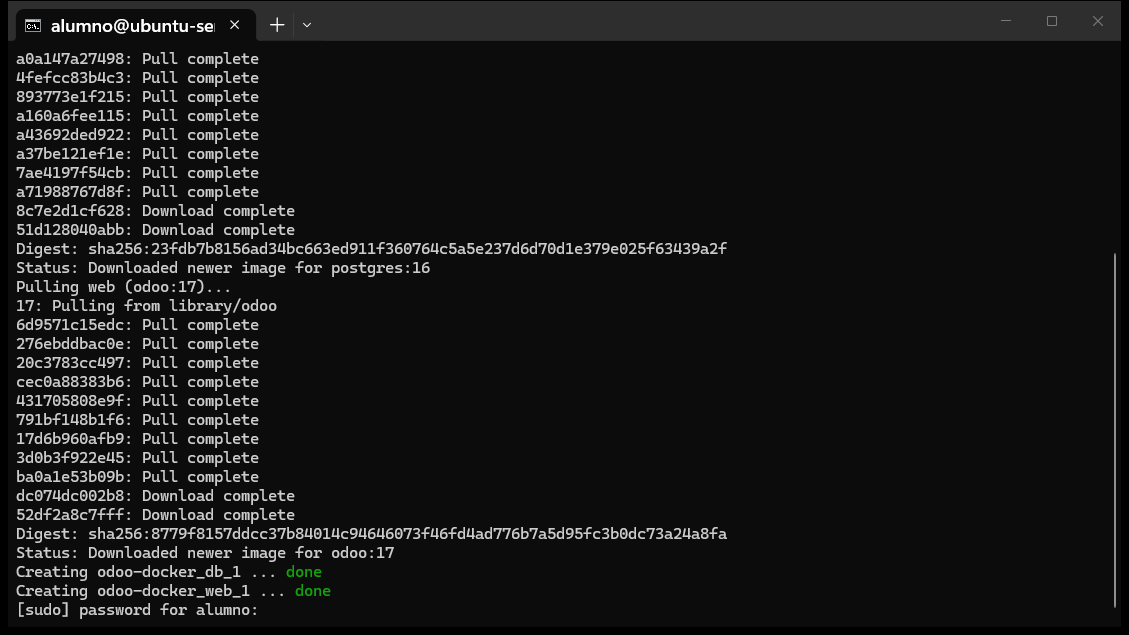 alumno@ubuntu-se
a0a147a27498: Pull complete
4fefcc83b4c3: Pull complete
893773e1f215: Pull complete
a160a6fee115: Pull complete
a43692ded922: Pull complete
a37be121ef1e: Pull complete
7ae4197f54cb: Pull complete
a71988767d8f: Pull complete
8c7e2d1cf628: Download complete
51d128040abb: Download complete
Digest: sha256:23fdb7b8156ad34bc663ed911f360764c5a5e237d6d70d1e379e025f63439a2f
Status: Downloaded newer image for postgres:16
Pulling web (odoo:17)...
17: Pulling from library/odoo
6d9571c15edc: Pull complete
276ebddbac0e: Pull complete
20c3783cc497: Pull complete
cec0a88383b6: Pull complete
431705808e9f: Pull complete
791bf148b1f6: Pull complete
17d6b960afb9: Pull complete
3d0b3f922e45: Pull complete
ba0a1e53b09b: Pull complete
dc074dc002b8: Download complete
52df2a8c7fff: Download complete
Digest: sha256:8779f8157ddcc37b84014c94646073f46fd4ad776b7a5d95fc3b0dc73a24a8fa
Status: Downloaded newer image for odoo:17
Creating odoo-docker_db_1 ... done
Creating odoo-docker_web_1 ... done
[sudo] password for alumno: